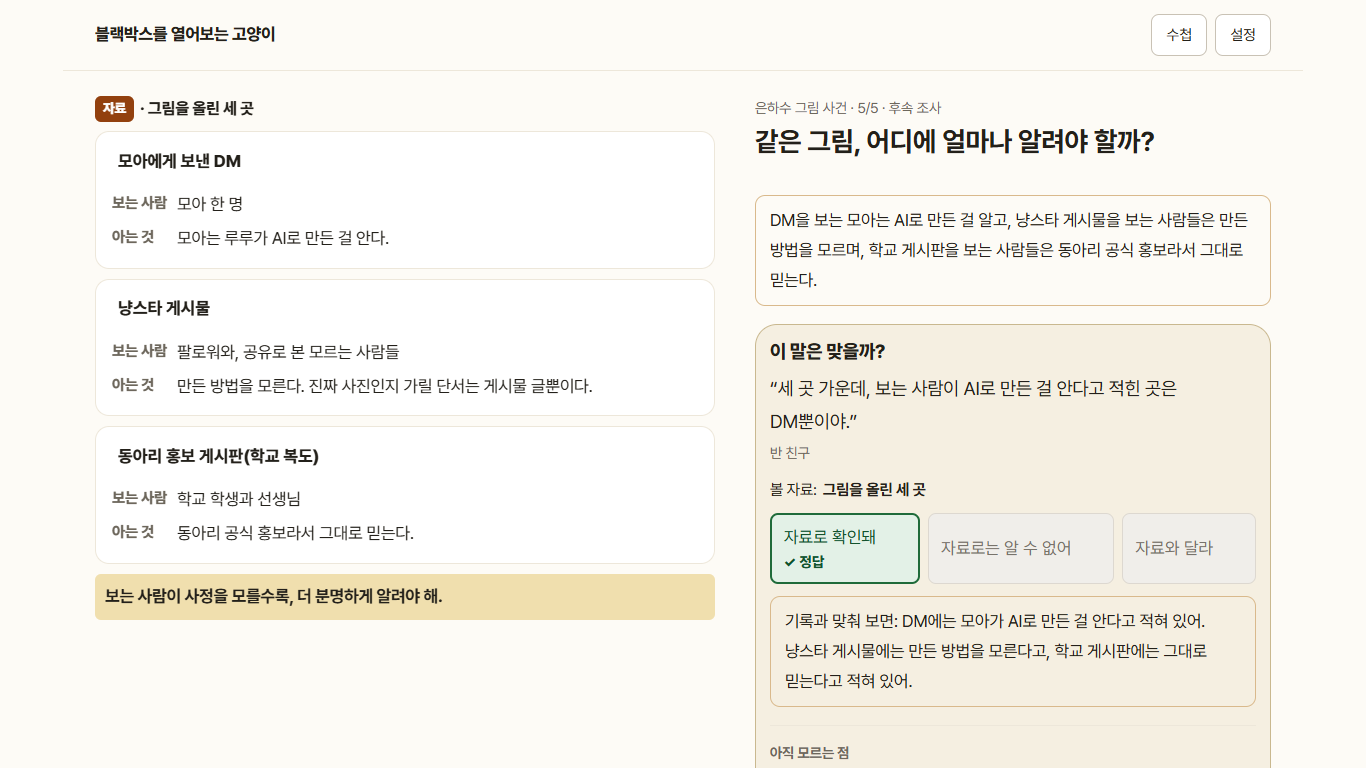 블랙박스를 열어보는 고양이
수첩
설정
자료 · 그림을 올린 세 곳
모아에게 보낸 DM
보는 사람 모아 한 명
아는 것 모아는 루루가 AI로 만든 걸 안다.
냥스타 게시물
보는 사람 팔로워와, 공유로 본 모르는 사람들
아는 것 만든 방법을 모른다. 진짜 사진인지 가릴 단서는 게시물 글뿐이다.
동아리 홍보 게시판(학교 복도)
보는 사람 학교 학생과 선생님
아는 것 동아리 공식 홍보라서 그대로 믿는다.
보는 사람이 사정을 모를수록, 더 분명하게 알려야 해.
은하수 그림 사건 · 5/5 · 후속 조사
같은 그림, 어디에 얼마나 알려야 할까?
DM을 보는 모아는 AI로 만든 걸 알고, 냥스타 게시물을 보는 사람들은 만든
방법을 모르며, 학교 게시판을 보는 사람들은 동아리 공식 홍보라서 그대로
믿는다.
이 말은 맞을까?
“세 곳 가운데, 보는 사람이 AI로 만든 걸 안다고 적힌 곳은
DM뿐이야.”
반 친구
볼 자료: 그림을 올린 세 곳
자료로 확인돼
✓ 정답
자료로는 알 수 없어
자료와 달라
기록과 맞춰 보면: DM에는 모아가 AI로 만든 걸 안다고 적혀 있어.
냥스타 게시물에는 만든 방법을 모른다고, 학교 게시판에는 그대로
믿는다고 적혀 있어.
아직 모르는 점